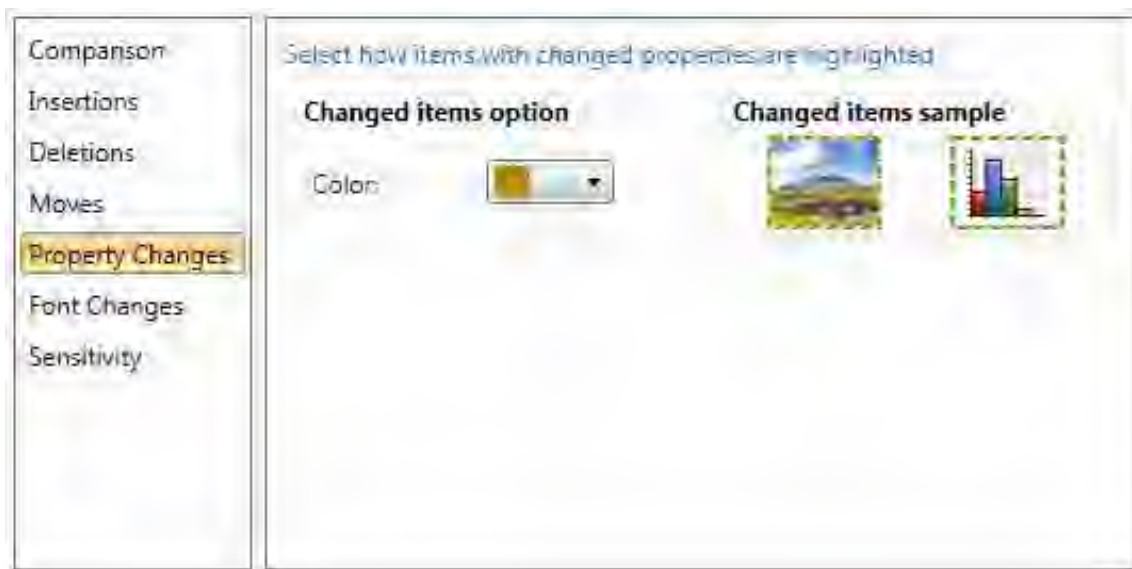 Comparison
Insertions
Deletions
Moves
Property Changes
Font Changes
Sensitivity
Select how items with changed properties are highlighted
Changed items option
Changed items sample
Color: